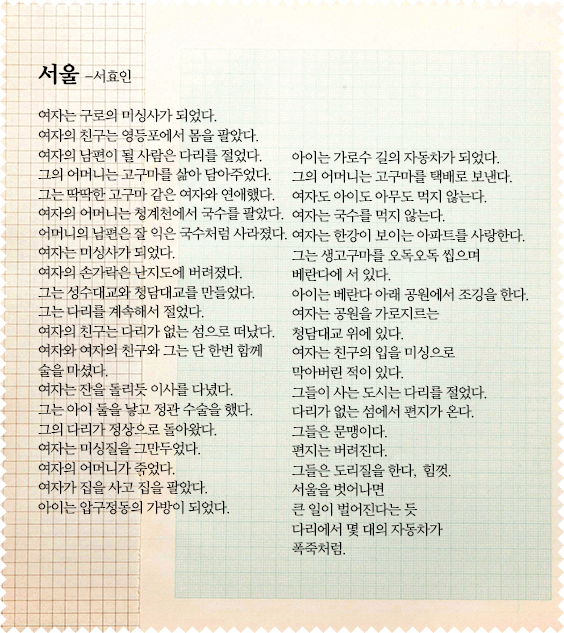 서울 –서효인
여자는 구로의 미싱사가 되었다.
여자의 친구는 영등포에서 몸을 팔았다.
여자의 남편이 될 사람은 다리를 절었다.
그의 어머니는 고구마를 삶아 담아주었다.
그는 딱딱한 고구마 같은 여자와 연애했다.
여자의 어머니는 청계천에서 국수를 팔았다.
어머니의 남편은 잘 익은 국수처럼 사라졌다.
여자는 미싱사가 되었다.
여자의 손가락은 난지도에 버려졌다.
그는 성수대교와 청담대교를 만들었다.
그는 다리를 계속해서 절었다.
여자의 친구는 다리가 없는 섬으로 떠났다.
여자와 여자의 친구와 그는 단 한번 함께
술을 마셨다.
여자는 잔을 돌리듯 이사를 다녔다.
그는 아이 둘을 낳고 정관 수술을 했다.
그의 다리가 정상으로 돌아왔다.
여자는 미싱질을 그만두었다.
여자의 어머니가 죽었다.
여자가 집을 사고 집을 팔았다.
아이는 압구정동의 가방이 되었다.
아이는 가로수 길의 자동차가 되었다.
그의 어머니는 고구마를 택배로 보낸다.
여자도 아이도 아무도 먹지 않는다.
여자는 국수를 먹지 않는다.
여자는 한강이 보이는 아파트를 사랑한다.
그는 생고구마를 오독오독 씹으며
베란다에 서 있다.
아이는 베란다 아래 공원에서 조깅을 한다.
여자는 공원을 가로지르는
청담대교 위에 있다.
여자는 친구의 입을 미싱으로
막아버린 적이 있다.
그들이 사는 도시는 다리를 절었다.
다리가 없는 섬에서 편지가 온다.
그들은 문맹이다.
편지는 버려진다.
그들은 도리질을 한다, 힘껏.
서울을 벗어나면
큰 일이 벌어진다는 듯
다리에서 몇 대의 자동차가
폭죽처럼.